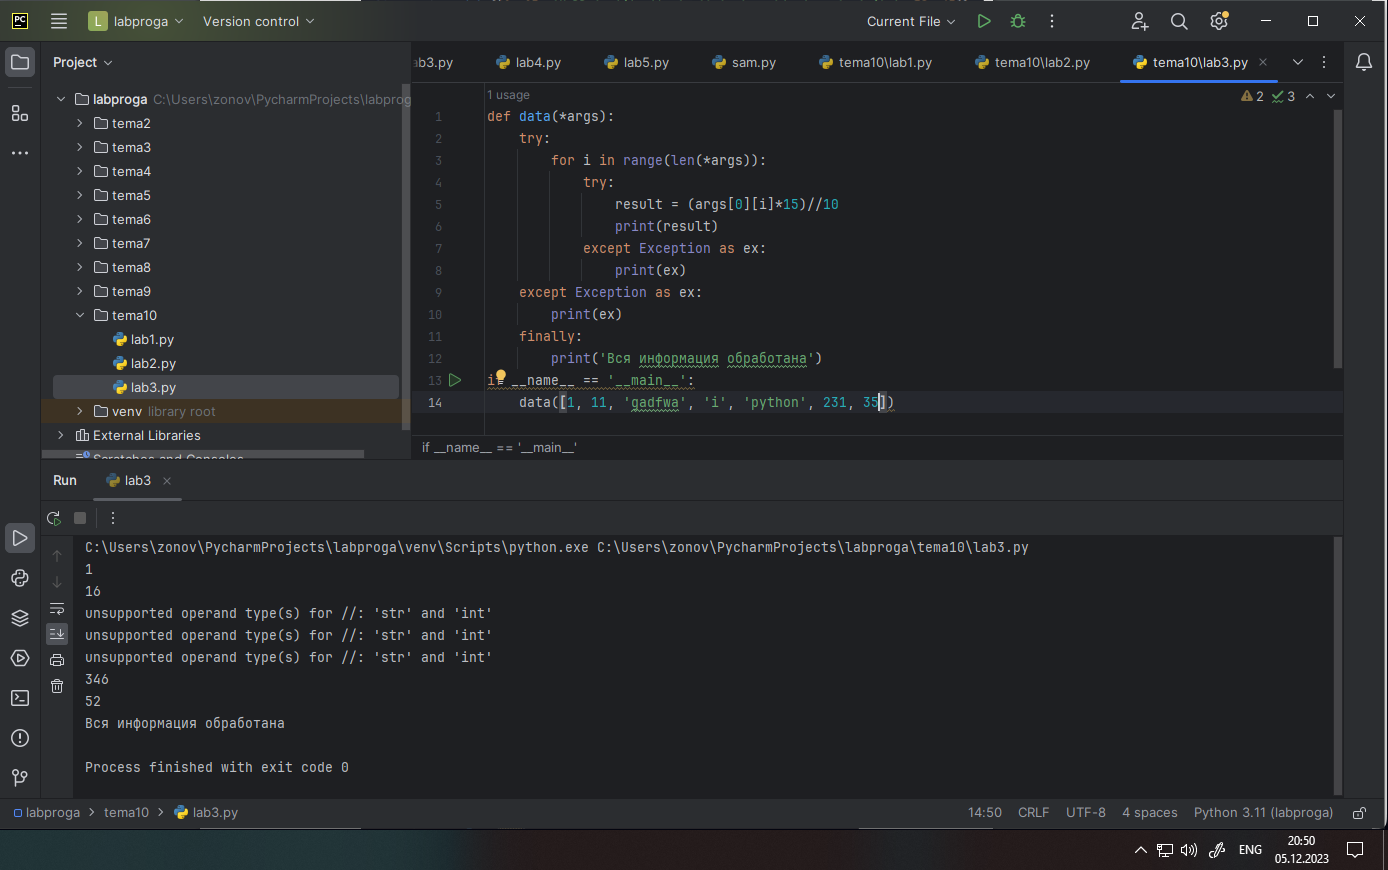 PC
L labproga Version control Current File
Project
labproga C:\Users\zonov\PycharmProjects\labprog
tema2
tema3
tema4
tema5
tema6
tema7
tema8
tema9
tema10
lab1.py
lab2.py
lab3.py
venv library root
External Libraries
Scratches and Consoles
ab3.py lab4.py lab5.py sam.py tema10\lab1.py tema10\lab2.py tema10\lab3.py
1 usage 2 3
1 def data(*args):
2 try:
3 for i in range(len(*args)):
4 try:
5 result = (args[0][i]*15)//10
6 print(result)
7 except Exception as ex:
8 print(ex)
9 except Exception as ex:
10 print(ex)
11 finally:
12 print('Вся информация обработана')
13 if __name__ == '__main__':
14 data([1, 11, 'gadfwa', 'i', 'python', 231, 35])
if __name__ == '__main__'
Run lab3
C:\Users\zonov\PycharmProjects\labproga\venv\Scripts\python.exe C:\Users\zonov\PycharmProjects\labproga\tema10\lab3.py
1
16
unsupported operand type(s) for //: 'str' and 'int'
unsupported operand type(s) for //: 'str' and 'int'
unsupported operand type(s) for //: 'str' and 'int'
346
52
Вся информация обработана
Process finished with exit code 0
labproga > tema10 > lab3.py 14:50 CRLF UTF-8 4 spaces Python 3.11 (labproga)
ENG 20:50
05.12.2023